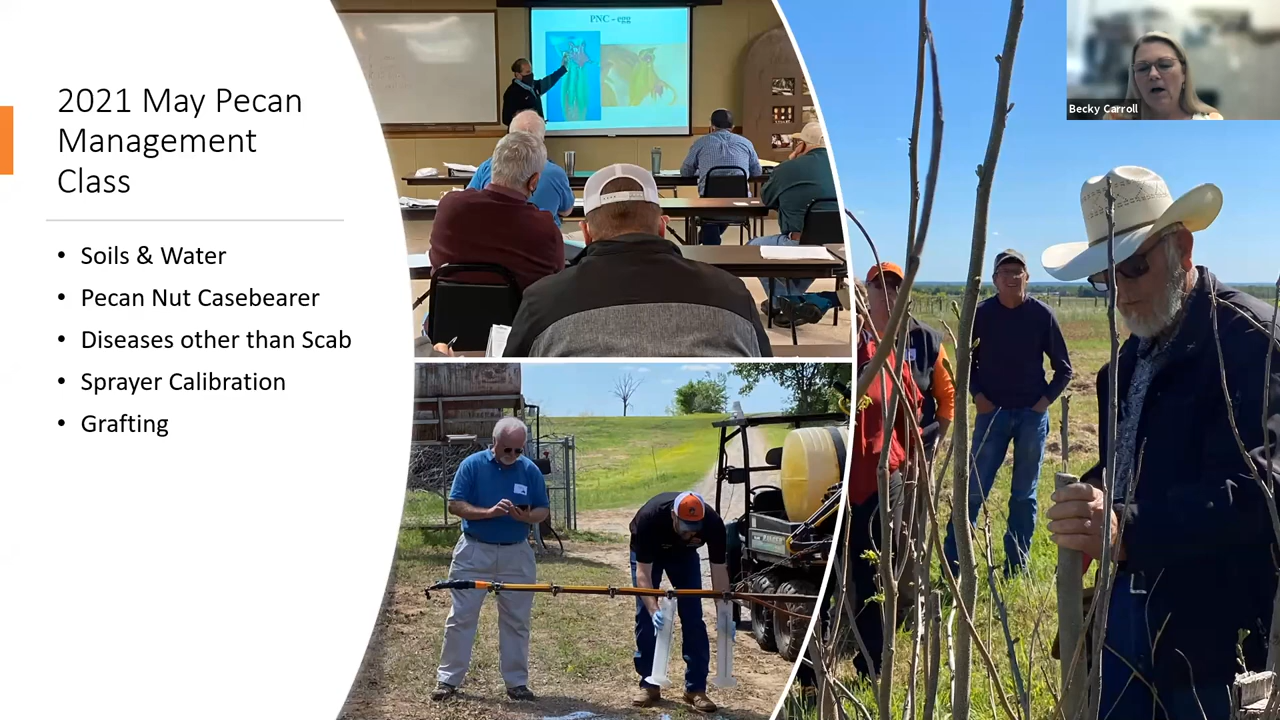 2021 May Pecan
Management
Class
• Soils & Water
• Pecan Nut Casebearer
• Diseases other than Scab
• Sprayer Calibration
• Grafting
PNC - egg
Becky Carroll